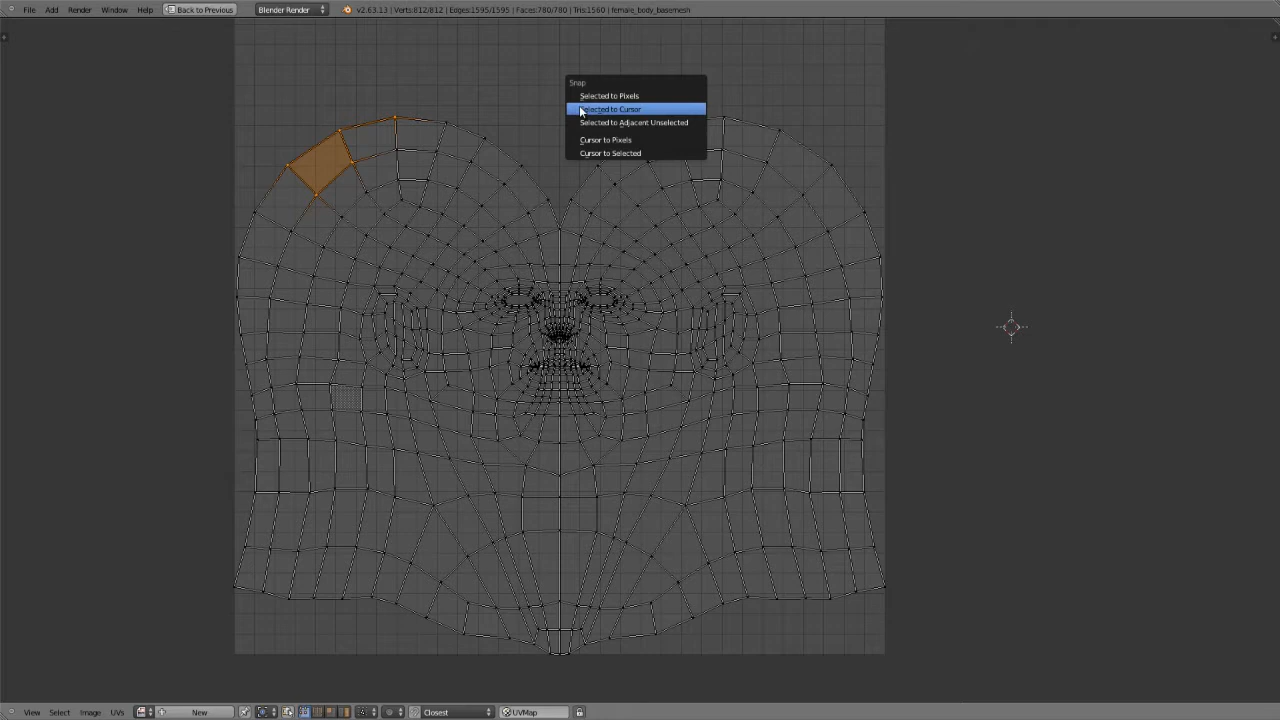 File Add Render Window Help Back to Previous Blender Render v2.63.13 | Verts:812/812 | Edges:1595/1595 | Faces:780/780 | Tris:1560 | female_body_basemesh
Snap
Selected to Pixels
Selected to Cursor
Selected to Adjacent Unselected
Cursor to Pixels
Cursor to Selected
View Select Image UVs New Closest UVMap